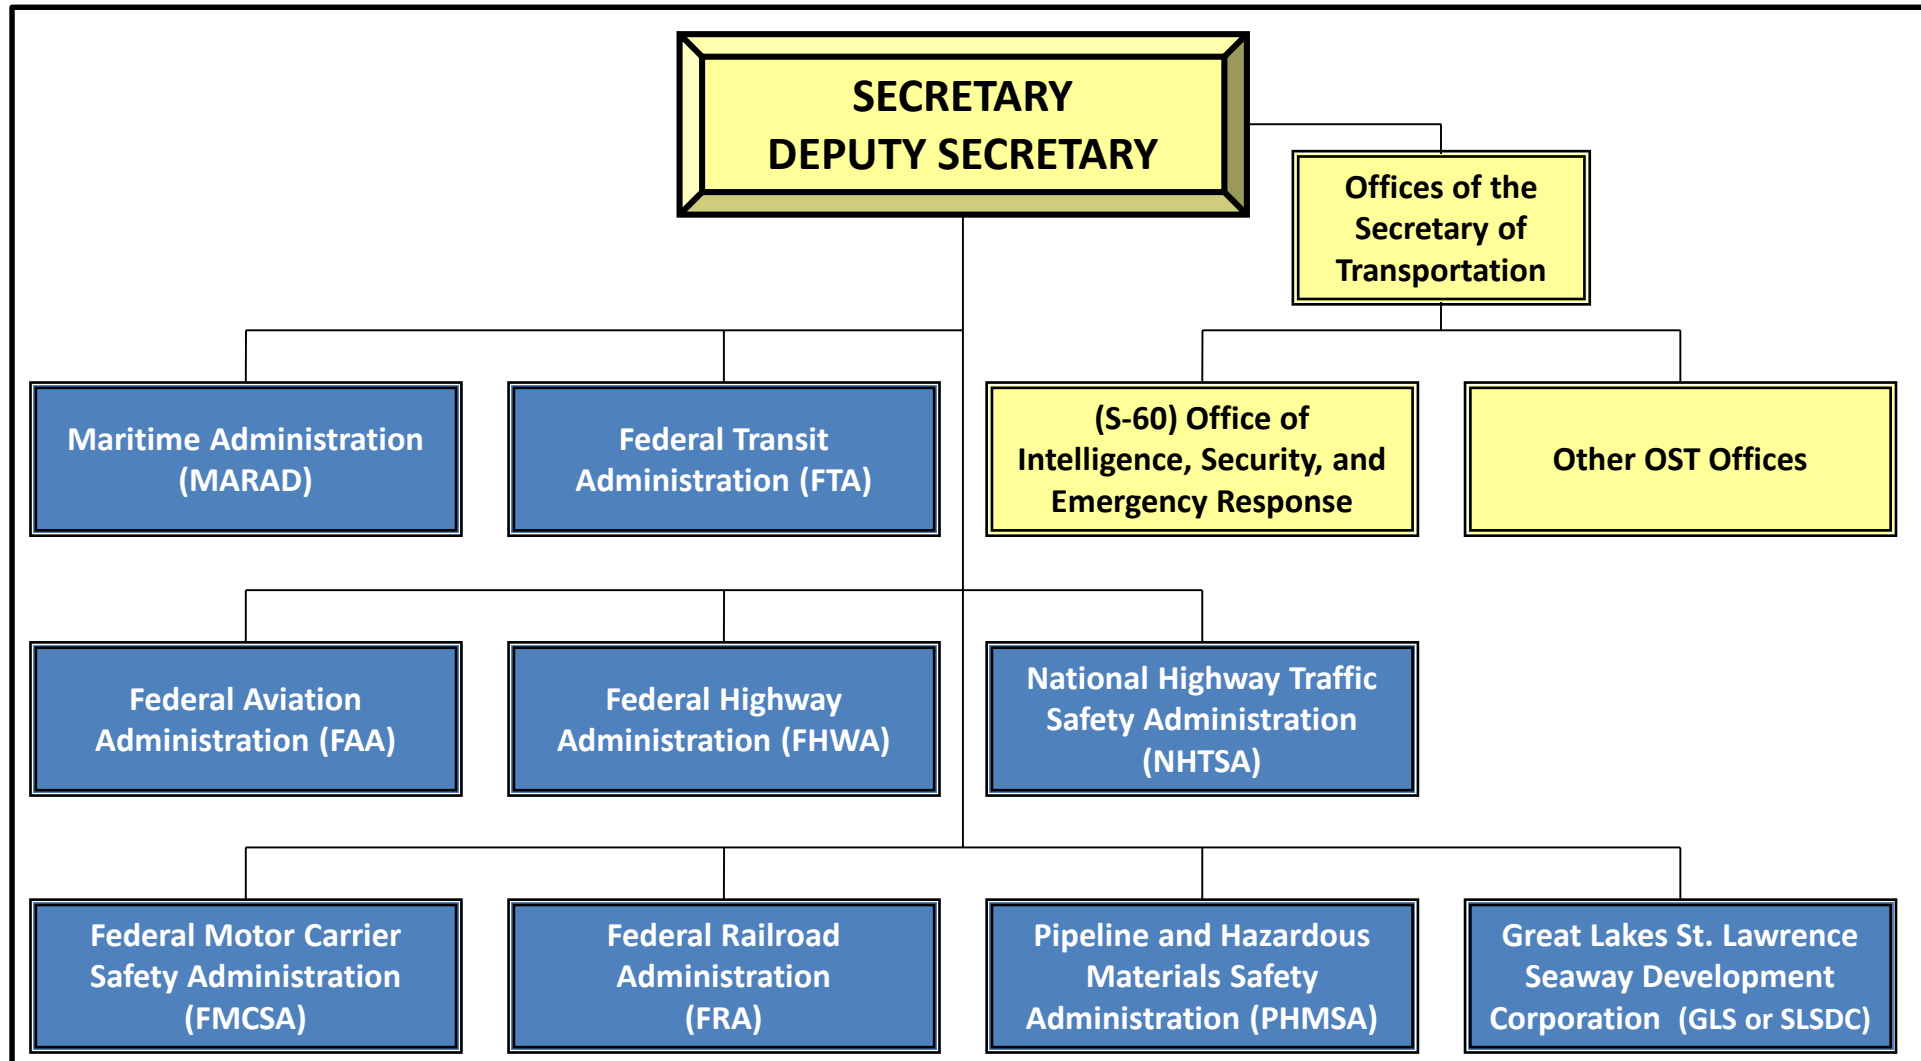 SECRETARY
DEPUTY SECRETARY
Offices of the
Secretary of
Transportation
Maritime Administration
(MARAD)
Federal Transit
Administration (FTA)
(S-60) Office of
Intelligence, Security, and
Emergency Response
Other OST Offices
Federal Aviation
Administration (FAA)
Federal Highway
Administration (FHWA)
National Highway Traffic
Safety Administration
(NHTSA)
Federal Motor Carrier
Safety Administration
(FMCSA)
Federal Railroad
Administration
(FRA)
Pipeline and Hazardous
Materials Safety
Administration (PHMSA)
Great Lakes St. Lawrence
Seaway Development
Corporation (GLS or SLSDC)